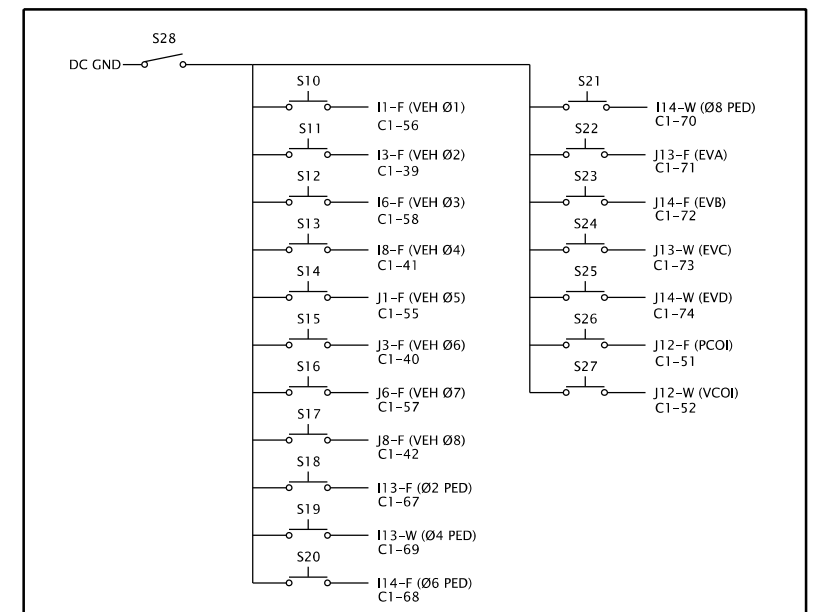 S28
DC GND
S10
I1-F (VEH Ø1)
C1-56
S11
I3-F (VEH Ø2)
C1-39
S12
I6-F (VEH Ø3)
C1-58
S13
I8-F (VEH Ø4)
C1-41
S14
J1-F (VEH Ø5)
C1-55
S15
J3-F (VEH Ø6)
C1-40
S16
J6-F (VEH Ø7)
C1-57
S17
J8-F (VEH Ø8)
C1-42
S18
I13-F (Ø2 PED)
C1-67
S19
I13-W (Ø4 PED)
C1-69
S20
I14-F (Ø6 PED)
C1-68
S21
I14-W (Ø8 PED)
C1-70
S22
J13-F (EVA)
C1-71
S23
J14-F (EVB)
C1-72
S24
J13-W (EVC)
C1-73
S25
J14-W (EVD)
C1-74
S26
J12-F (PCOI)
C1-51
S27
J12-W (VCOI)
C1-52